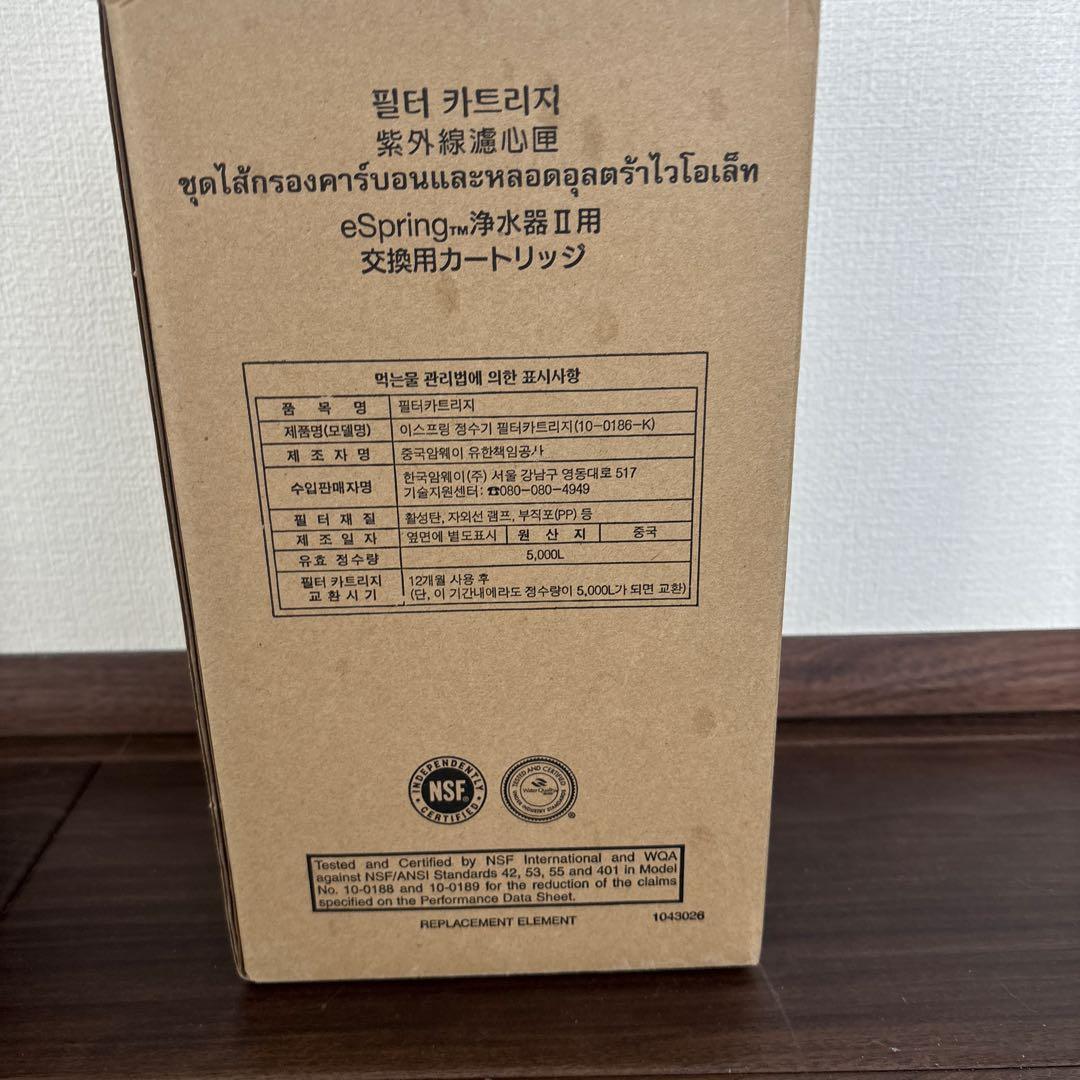 필터 카트리지
紫外線濾心匣
ชุดไส้กรองคาร์บอนและหลอดอุลตร้าไวโอเล็ท
eSpring™浄水器Ⅱ用
交換用カートリッジ
먹는물 관리법에 의한 표시사항
품 목 명 필터카트리지
제품명(모델명) 이스프링 정수기 필터카트리지(10-0186-K)
제 조 자 명 중국암웨이 유한책임공사
수입판매자명 한국암웨이(주) 서울 강남구 영동대로 517
기술지원센터: ☎080-080-4949
필 터 재 질 활성탄, 자외선 램프, 부직포(PP) 등
제 조 일 자 옆면에 별도표시 원 산 지 중국
유효 정수량 5,000L
필터 카트리지 교 환 시 기 12개월 사용 후
(단, 이 기간내에라도 정수량이 5,000L가 되면 교환)
INDEPENDENTLY
NSF®
CERTIFIED
TESTED AND CERTIFIED
Water Quality
UNDER INDUSTRY STANDARDS
®
Tested and Certified by NSF International and WQA
against NSF/ANSI Standards 42, 53, 55 and 401 in Model
No. 10-0188 and 10-0189 for the reduction of the claims
specified on the Performance Data Sheet.
REPLACEMENT ELEMENT 1043026